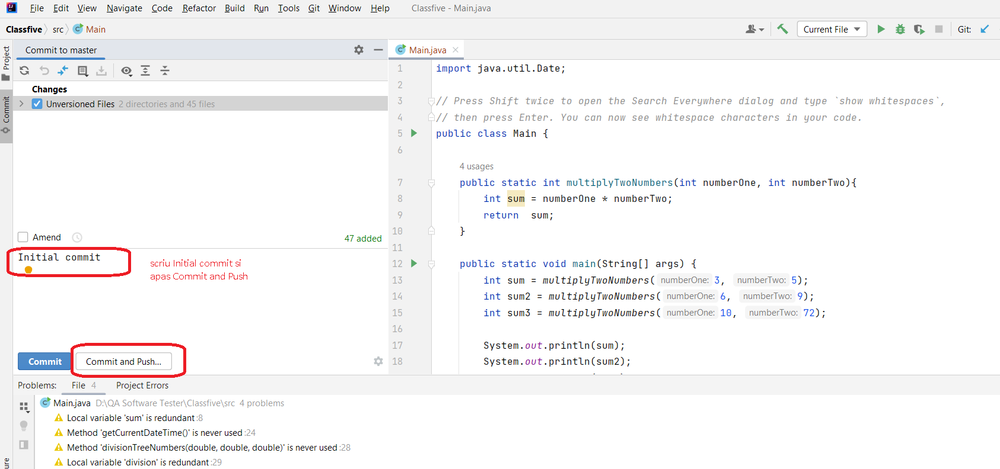 File Edit View Navigate Code Refactor Build Run Tools Git Window Help Classfive - Main.java
Classfive src Main Current File Git:
Project
Commit
Commit to master
Changes
Unversioned Files 2 directories and 45 files
Amend 47 added
Initial commit
scriu Initial commit si
apas Commit and Push
Commit Commit and Push...
Main.java
1 import java.util.Date;
2
3 // Press Shift twice to open the Search Everywhere dialog and type `show whitespaces`,
4 // then press Enter. You can now see whitespace characters in your code.
5 public class Main {
6
4 usages
7 public static int multiplyTwoNumbers(int numberOne, int numberTwo){
8 int sum = numberOne * numberTwo;
9 return  sum;
10 }
11
12 public static void main(String[] args) {
13 int sum = multiplyTwoNumbers( numberOne: 3, numberTwo: 5);
14 int sum2 = multiplyTwoNumbers( numberOne: 6, numberTwo: 9);
15 int sum3 = multiplyTwoNumbers( numberOne: 10, numberTwo: 72);
16
17 System.out.println(sum);
18 System.out.println(sum2);
Problems: File 4 Project Errors
Main.java D:\QA Software Tester\Classfive\src 4 problems
Local variable 'sum' is redundant :8
Method 'getCurrentDateTime()' is never used :24
Method 'divisionTreeNumbers(double, double, double)' is never used :28
Local variable 'division' is redundant :29